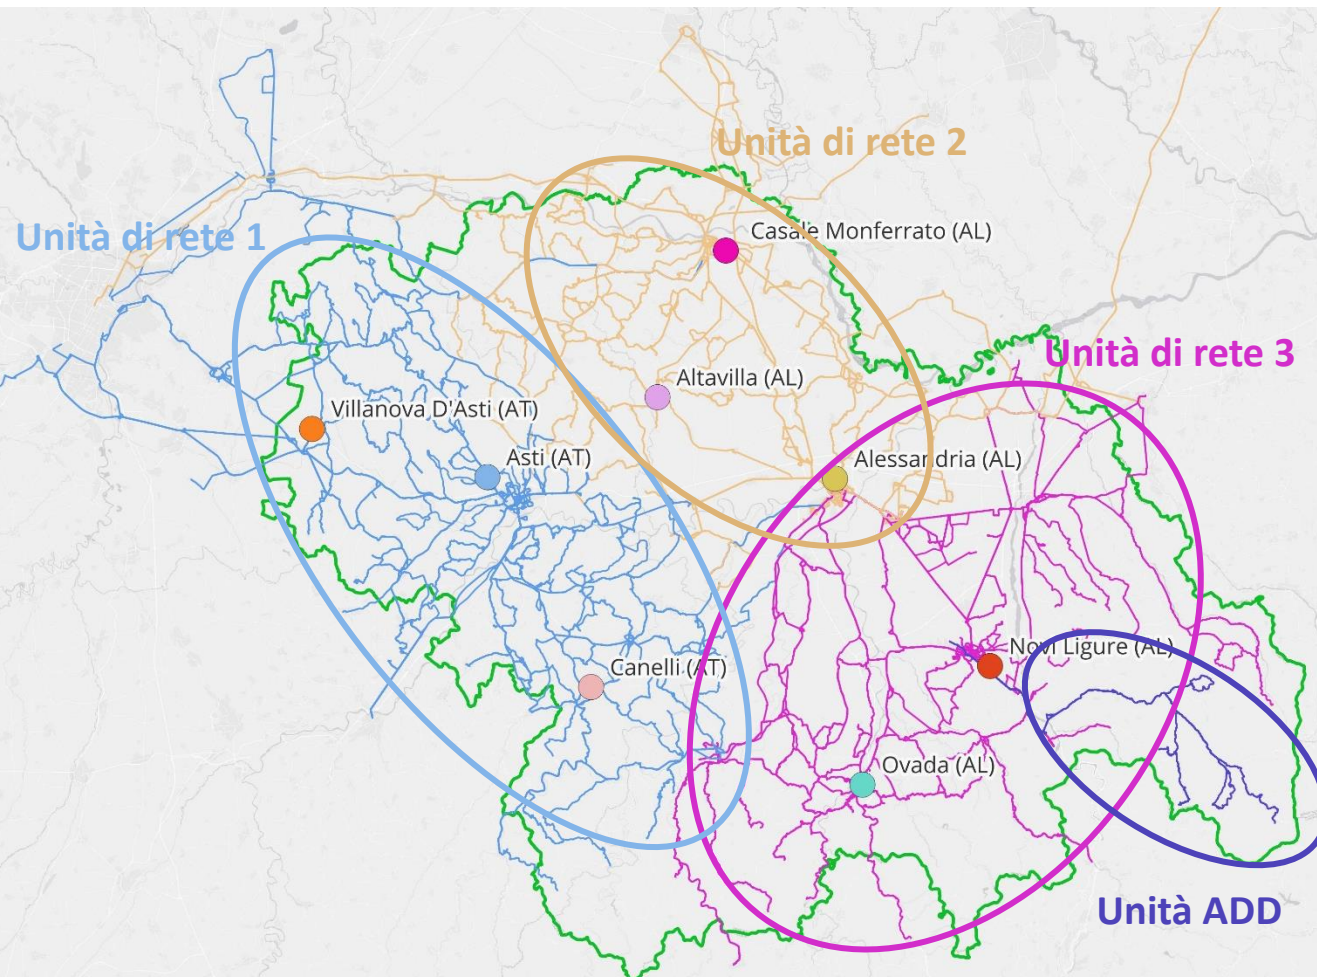 Unità di rete 2
Unità di rete 1
Casale Monferrato (AL)
Unità di rete 3
Altavilla (AL)
Villanova D'Asti (AT)
Asti (AT)
Alessandria (AL)
Novi Ligure (AL)
Canelli (AT)
Ovada (AL)
Unità ADD